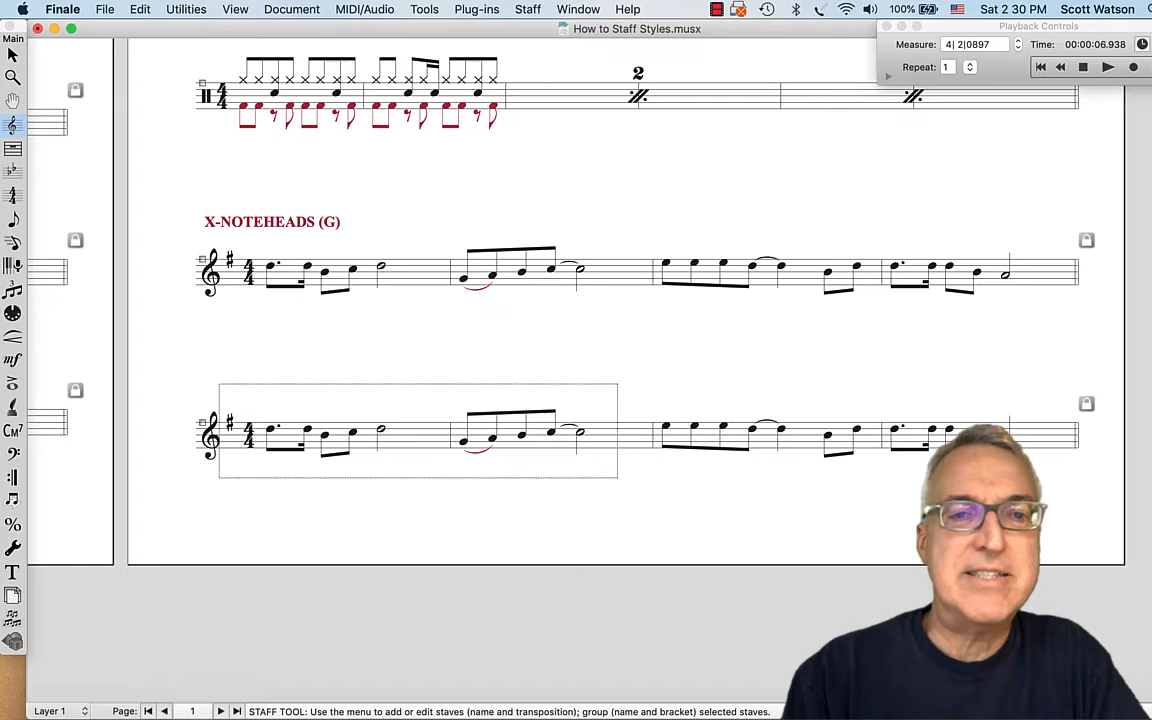 Finale File Edit Utilities View Document MIDI/Audio Tools Plug-ins Staff Window Help 100% Sat 2 30 PM Scott Watson
How to Staff Styles.musx
Playback Controls
Main
Measure: 4| 2|0897 Time: 00:00:06.938
Repeat: 1
2
X-NOTEHEADS (G)
mf
CM7
%
T
Layer 1 Page: 1 STAFF TOOL: Use the menu to add or edit staves (name and transposition); group (name and bracket) selected staves.